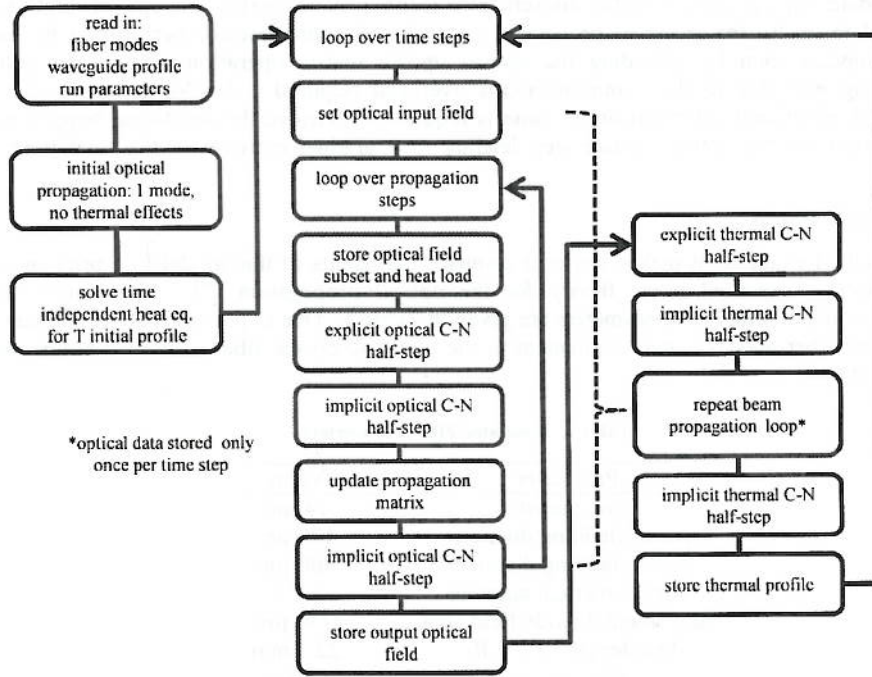 read in:
fiber modes
waveguide profile
run parameters
initial optical
propagation: 1 mode,
no thermal effects
solve time
independent heat eq.
for T initial profile
*optical data stored only
once per time step
loop over time steps
set optical input field
loop over propagation
steps
store optical field
subset and heat load
explicit optical C-N
half-step
implicit optical C-N
half-step
update propagation
matrix
implicit optical C-N
half-step
store output optical
field
explicit thermal C-N
half-step
implicit thermal C-N
half-step
repeat beam
propagation loop*
implicit thermal C-N
half-step
store thermal profile